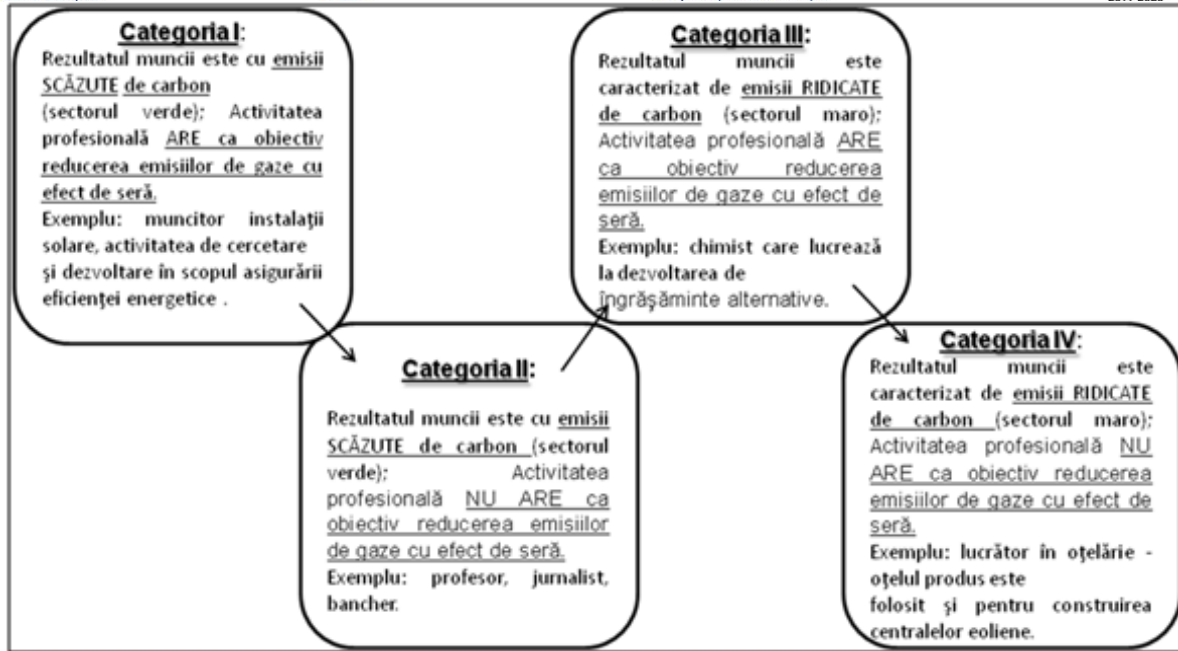 Categoria I:
Rezultatul muncii este cu emisii
SCĂZUTE de carbon
(sectorul verde); Activitatea
profesională ARE ca obiectiv
reducerea emisiilor de gaze cu
efect de seră.
Exemplu: muncitor instalaţii
solare, activitatea de cercetare
şi dezvoltare în scopul asigurării
eficienţei energetice .
Categoria II:
Rezultatul muncii este cu emisii
SCĂZUTE de carbon (sectorul
verde); Activitatea
profesională NU ARE ca
obiectiv reducerea emisiilor
de gaze cu efect de seră.
Exemplu: profesor, jurnalist,
bancher.
Categoria III:
Rezultatul muncii este
caracterizat de emisii RIDICATE
de carbon (sectorul maro);
Activitatea profesională ARE
ca obiectiv reducerea
emisiilor de gaze cu efect de
seră.
Exemplu: chimist care lucrează
la dezvoltarea de
îngrăşăminte alternative.
Categoria IV:
Rezultatul muncii este
caracterizat de emisii RIDICATE
de carbon (sectorul maro);
Activitatea profesională NU
ARE ca obiectiv reducerea
emisiilor de gaze cu efect de
seră.
Exemplu: lucrător în oţelărie -
oţelul produs este
folosit şi pentru construirea
centralelor eoliene.